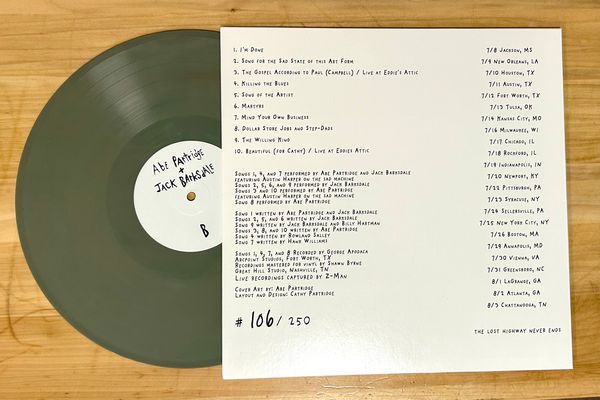 Abe Partridge
+
Jack Barksdale
B
1. I'm Done
2. Song for the Sad State of this Art Form
3. The Gospel According to Paul (Campbell) / Live at Eddie's Attic
4. Killing the Blues
5. Song of the Artist
6. Martyrs
7. Mind Your Own Business
8. Dollar Store Jobs and Step-Dads
9. The Willing Kind
10. Beautiful (for Cathy) / Live at Eddies Attic
Songs 1, 4, and 7 performed by Abe Partridge and Jack Barksdale
featuring Austin Harper on the sad machine
Songs 2, 5, 6, and 9 performed by Jack Barksdale
Songs 3 and 10 performed by Abe Partridge
featuring Austin Harper on the sad machine
Song 8 performed by Abe Partridge
Song 1 written by Abe Partridge and Jack Barksdale
Song 2, 5, and 6 written by Jack Barksdale
Song 9 written by Jack Barksdale and Billy Hartman
Songs 3, 8, and 10 written by Abe Partridge
Song 4 written by Rowland Salley
Song 7 written by Hank Williams
Songs 1, 4, 7, and 8 Recorded by George Apodaca
Abcpoint Studios, Fort Worth, TX
Recordings mastered for vinyl by Shawn Byrne
Great Hill Studio, Nashville, TN
Live recordings captured by Z-Man
Cover Art by: Abe Partridge
Layout and Design: Cathy Partridge
# 106 / 250
7/8 Jackson, MS
7/9 New Orleans, LA
7/10 Houston, TX
7/11 Austin, TX
7/12 Fort Worth, TX
7/13 Tulsa, OK
7/14 Kansas City, MO
7/16 Milwaukee, WI
7/17 Chicago, IL
7/18 Rockford, IL
7/19 Indianapolis, IN
7/20 Newport, KY
7/22 Pittsburgh, PA
7/23 Syracuse, NY
7/24 Sellersville, PA
7/25 New York City, NY
7/26 Boston, MA
7/29 Annapolis, MD
7/30 Vienna, VA
7/31 Greensboro, NC
8/1 LaGrange, GA
8/2 Atlanta, GA
8/3 Chattanooga, TN
The Lost Highway Never Ends